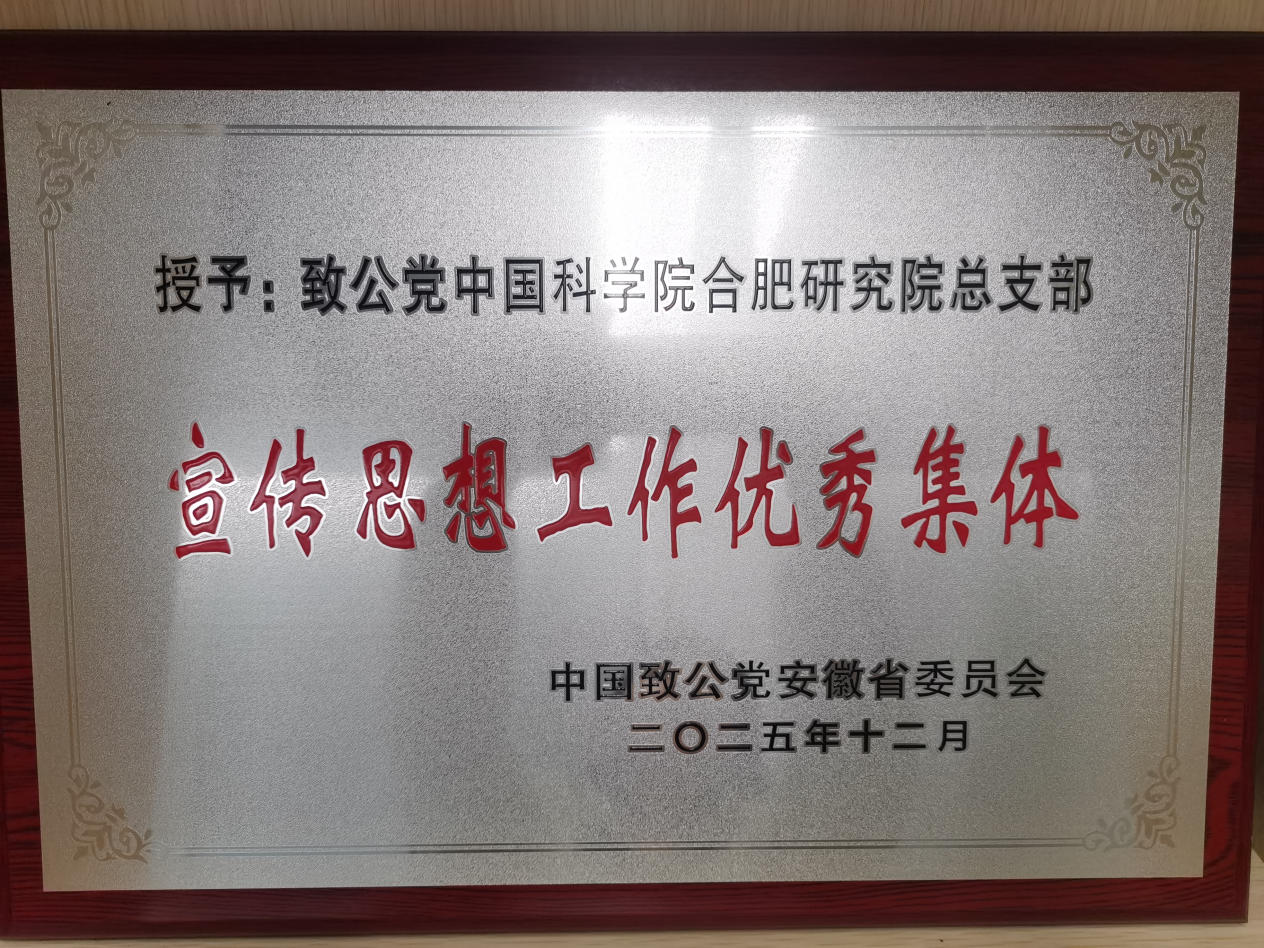 授予：致公党中国科学院合肥研究院总支部
宣传思想工作优秀集体
中国致公党安徽省委员会
二〇二五年十二月